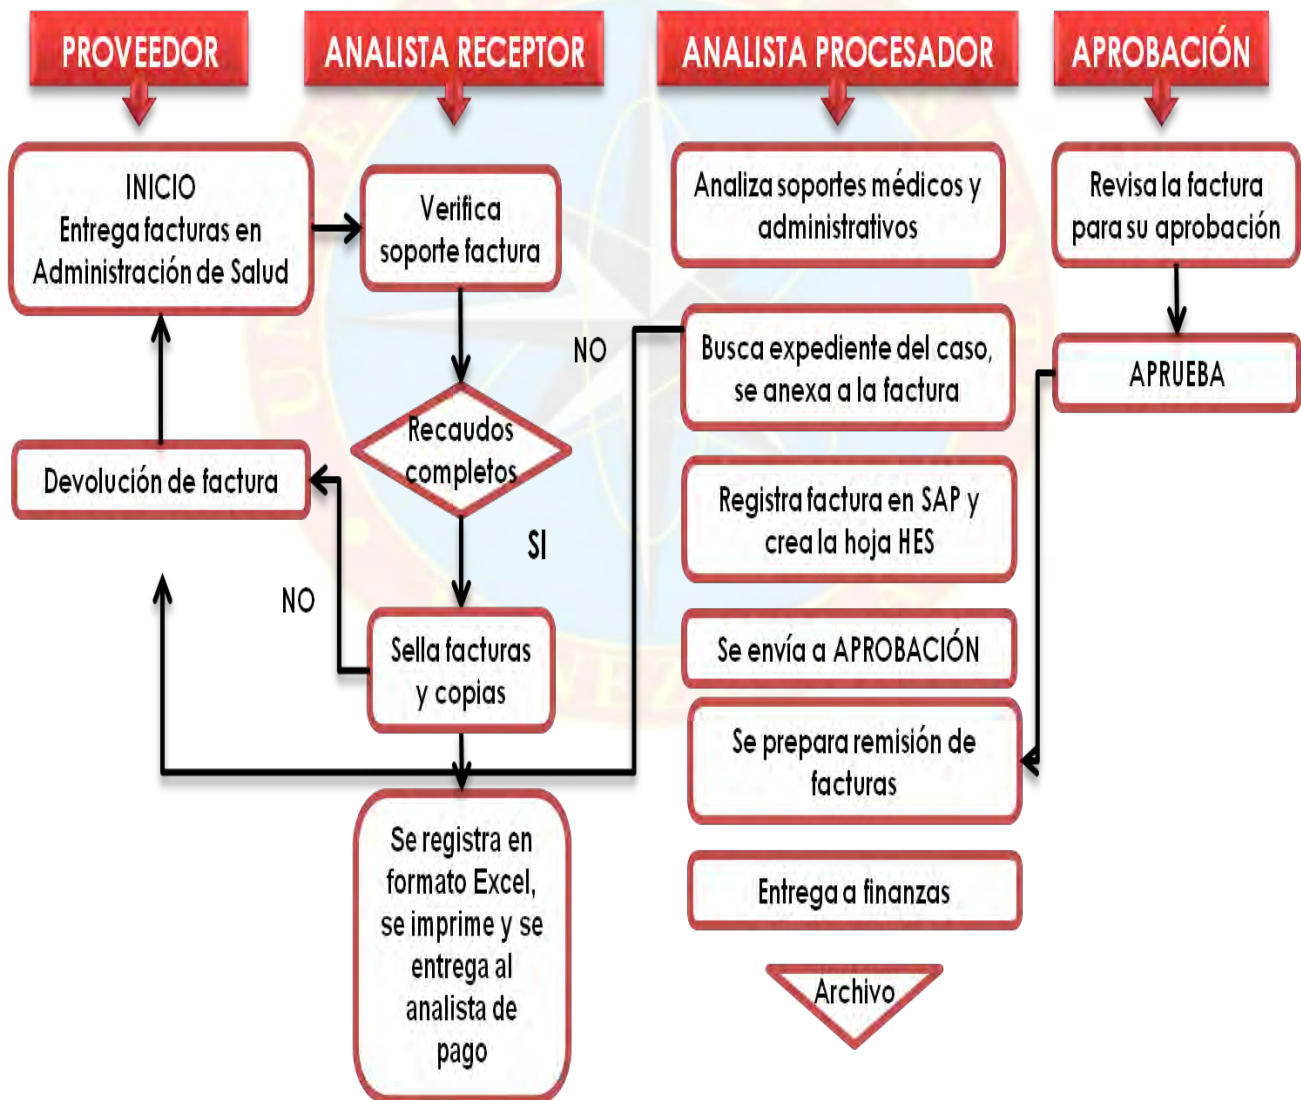 PROVEEDOR
ANALISTA RECEPTOR
ANALISTA PROCESADOR
APROBACIÓN
INICIO
Entrega facturas en
Administración de Salud
Devolución de factura
Verifica
soporte factura
Recaudos
completos
SI
NO
Sella facturas
y copias
Se registra en
formato Excel,
se imprime y se
entrega al
analista de
pago
NO
Analiza soportes médicos y
administrativos
Busca expediente del caso,
se anexa a la factura
Registra factura en SAP y
crea la hoja HES
Se envía a APROBACIÓN
Se prepara remisión de
facturas
Entrega a finanzas
Archivo
Revisa la factura
para su aprobación
APRUEBA